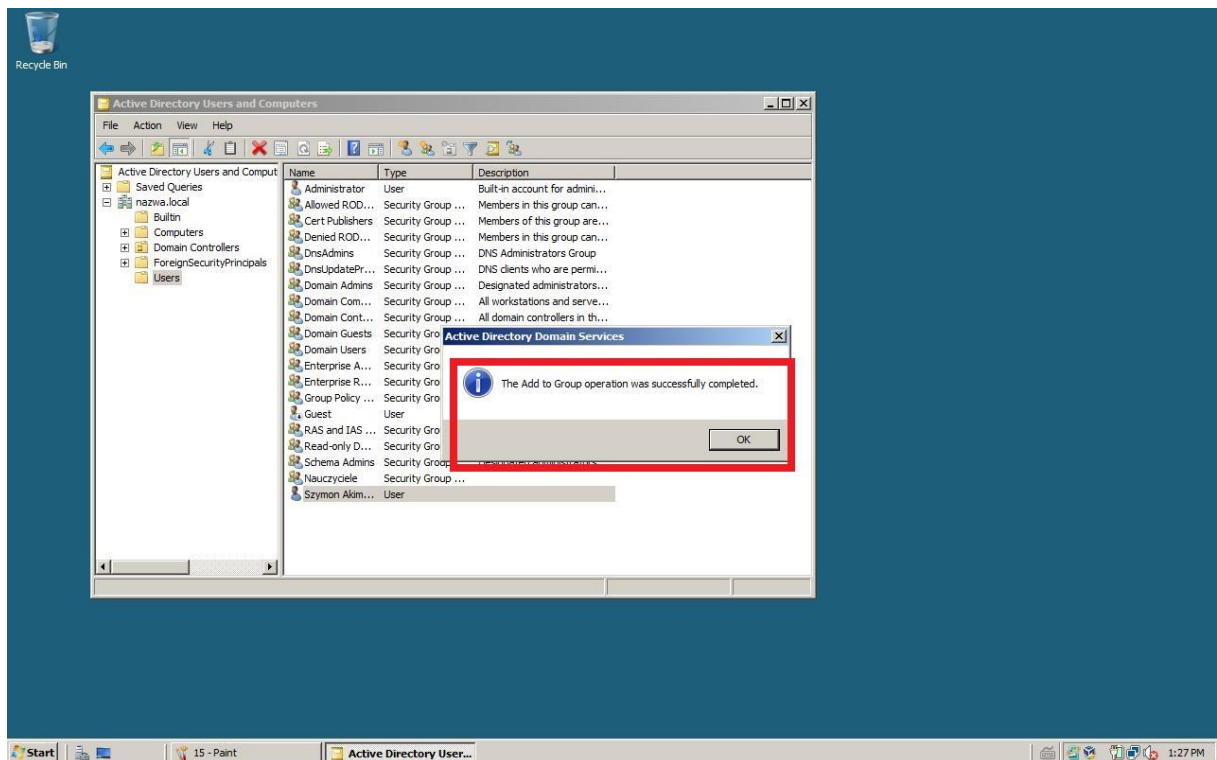 Recycle Bin
Active Directory Users and Computers
File Action View Help
Active Directory Users and Comput
Saved Queries
nazwa.local
Builtin
Computers
Domain Controllers
ForeignSecurityPrincipals
Users
Name Type Description
Administrator User Built-in account for admini...
Allowed ROD... Security Group ... Members in this group can...
Cert Publishers Security Group ... Members of this group are...
Denied ROD... Security Group ... Members in this group can...
DnsAdmins Security Group ... DNS Administrators Group
DnsUpdatePr... Security Group ... DNS clients who are permi...
Domain Admins Security Group ... Designated administrators...
Domain Com... Security Group ... All workstations and serve...
Domain Cont... Security Group ... All domain controllers in th...
Domain Guests Security Gro
Domain Users Security Gro
Enterprise A... Security Gro
Enterprise R... Security Gro
Group Policy ... Security Gro
Guest User
RAS and IAS ... Security Gro
Read-only D... Security Gro
Schema Admins Security Group
Nauczyciele Security Group ...
Szymon Akim... User
Active Directory Domain Services
The Add to Group operation was successfully completed.
OK
Start 15 - Paint Active Directory User... 1:27 PM